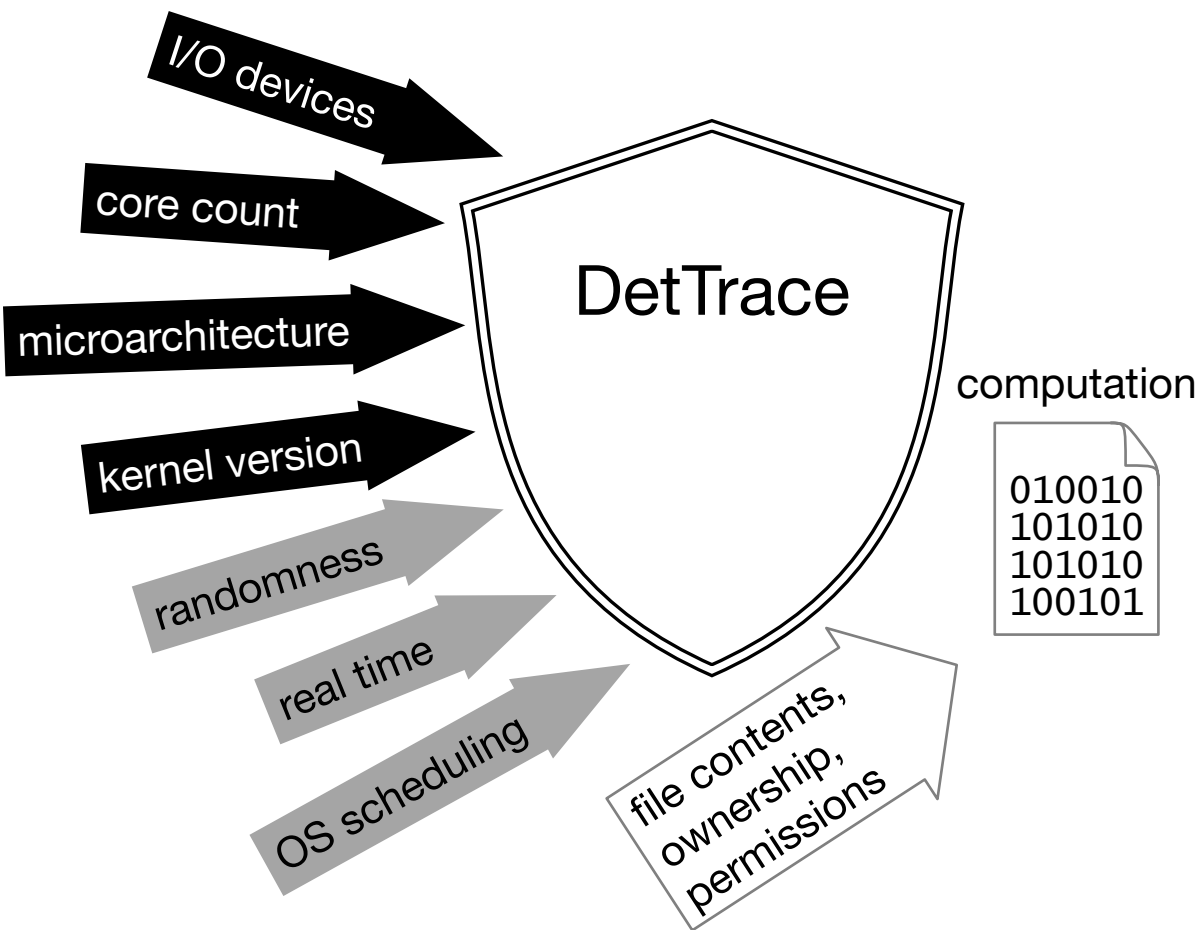 I/O devices
core count
microarchitecture
kernel version
randomness
real time
OS scheduling
DetTrace
file contents,
ownership,
permissions
computation
010010
101010
101010
100101